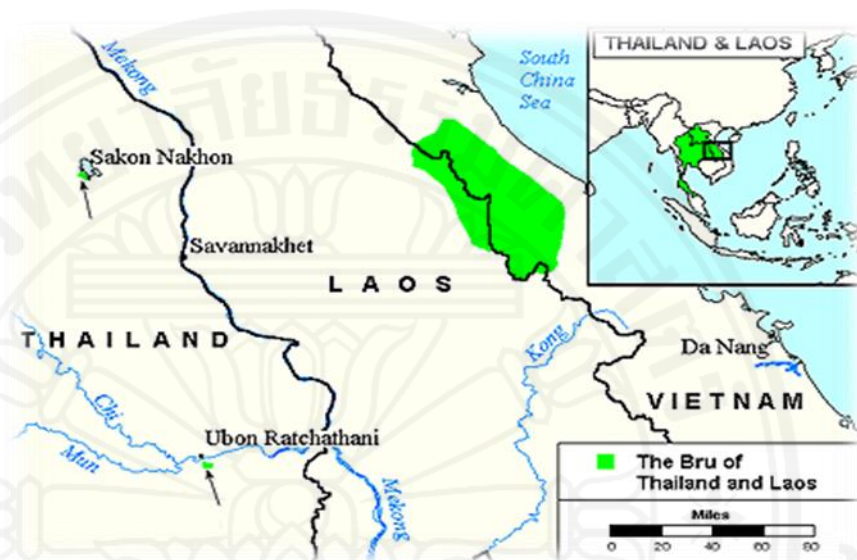 THAILAND & LAOS
South
China
Sea
Mekong
Sakon Nakhon
Savannakhet
LAOS
THAILAND
Kong
Da Nang
VIETNAM
Chi
Ubon Ratchathani
Mun
Mekong
The Bru of
Thailand and Laos
Miles
0 20 40 60 80